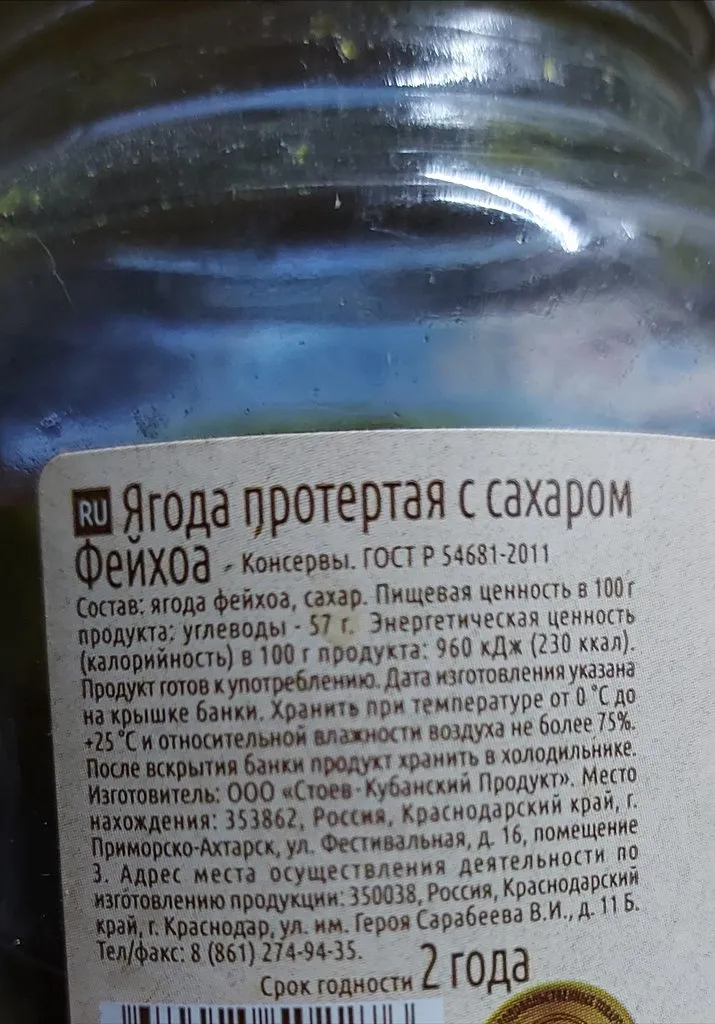 RU Ягода протертая с сахаром
Фейхоа - Консервы. ГОСТ Р 54681-2011
Состав: ягода фейхоа, сахар. Пищевая ценность в 100 г
продукта: углеводы - 57 г. Энергетическая ценность
(калорийность) в 100 г продукта: 960 кДж (230 ккал).
Продукт готов к употреблению. Дата изготовления указана
на крышке банки. Хранить при температуре от 0 °С до
+25 °С и относительной влажности воздуха не более 75%.
После вскрытия банки продукт хранить в холодильнике.
Изготовитель: ООО «Стоев-Кубанский Продукт». Место
нахождения: 353862, Россия, Краснодарский край, г.
Приморско-Ахтарск, ул. Фестивальная, д. 16, помещение
3. Адрес места осуществления деятельности по
изготовлению продукции: 350038, Россия, Краснодарский
край, г. Краснодар, ул. им. Героя Сарабеева В.И., д. 11 Б.
Тел/факс: 8 (861) 274-94-35.
Срок годности 2 года